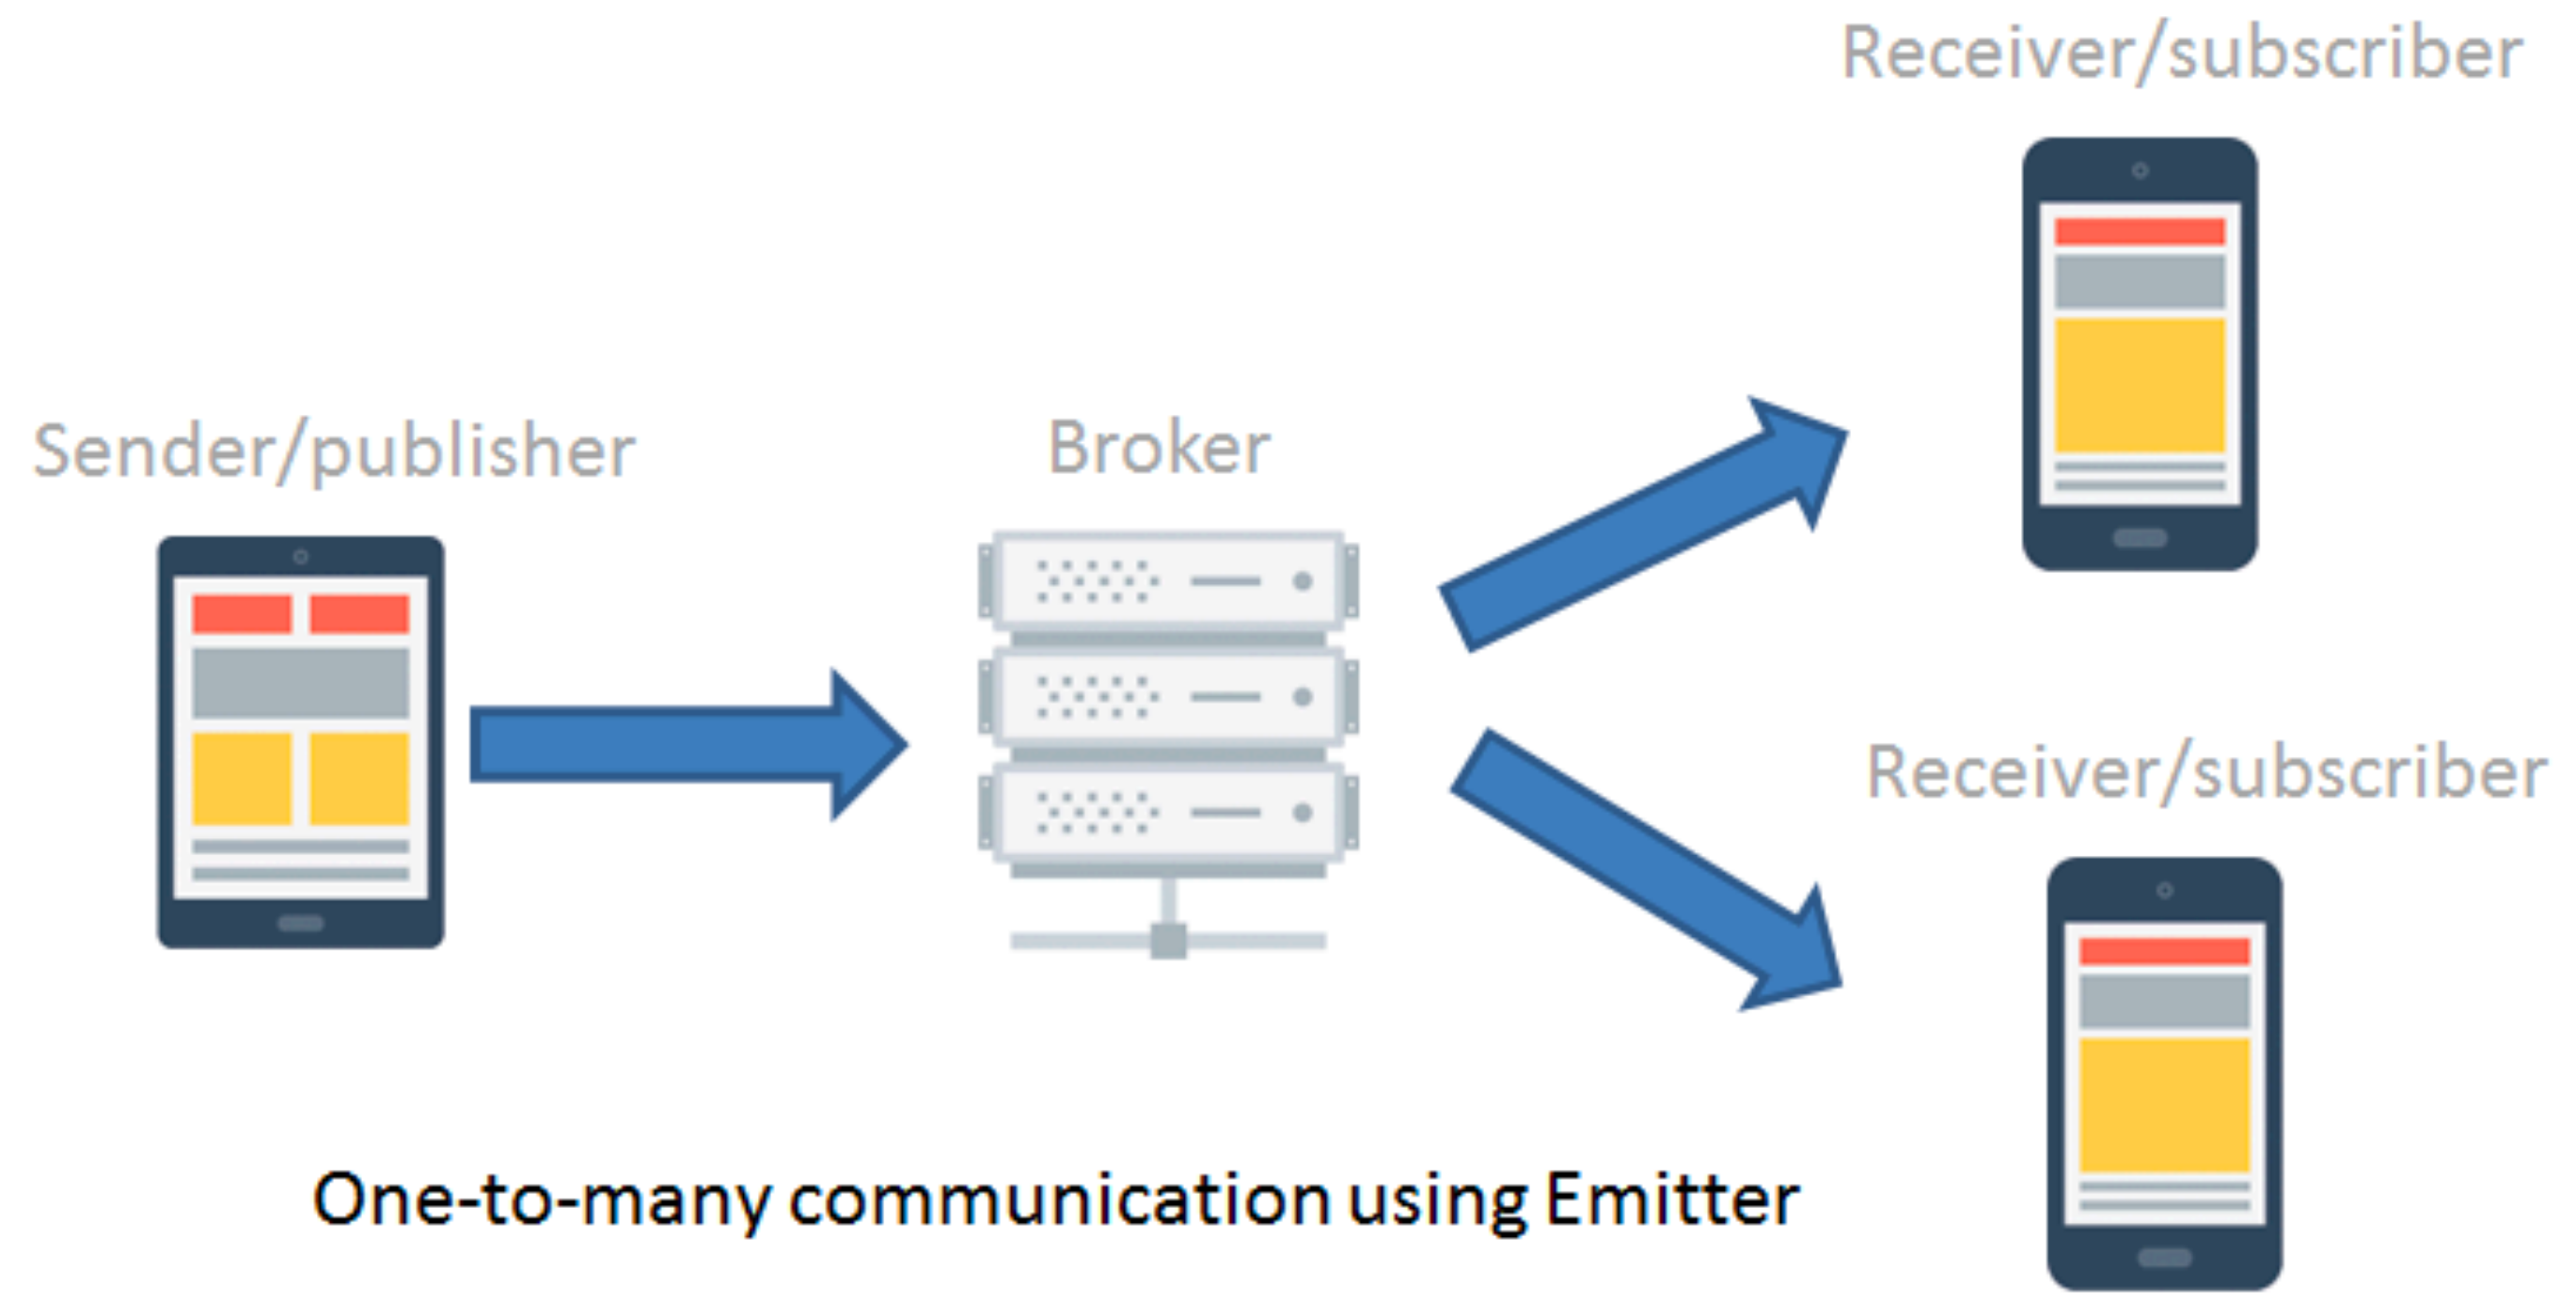 Receiver/subscriber
Sender/publisher
Broker
Receiver/subscriber
One-to-many communication using Emitter